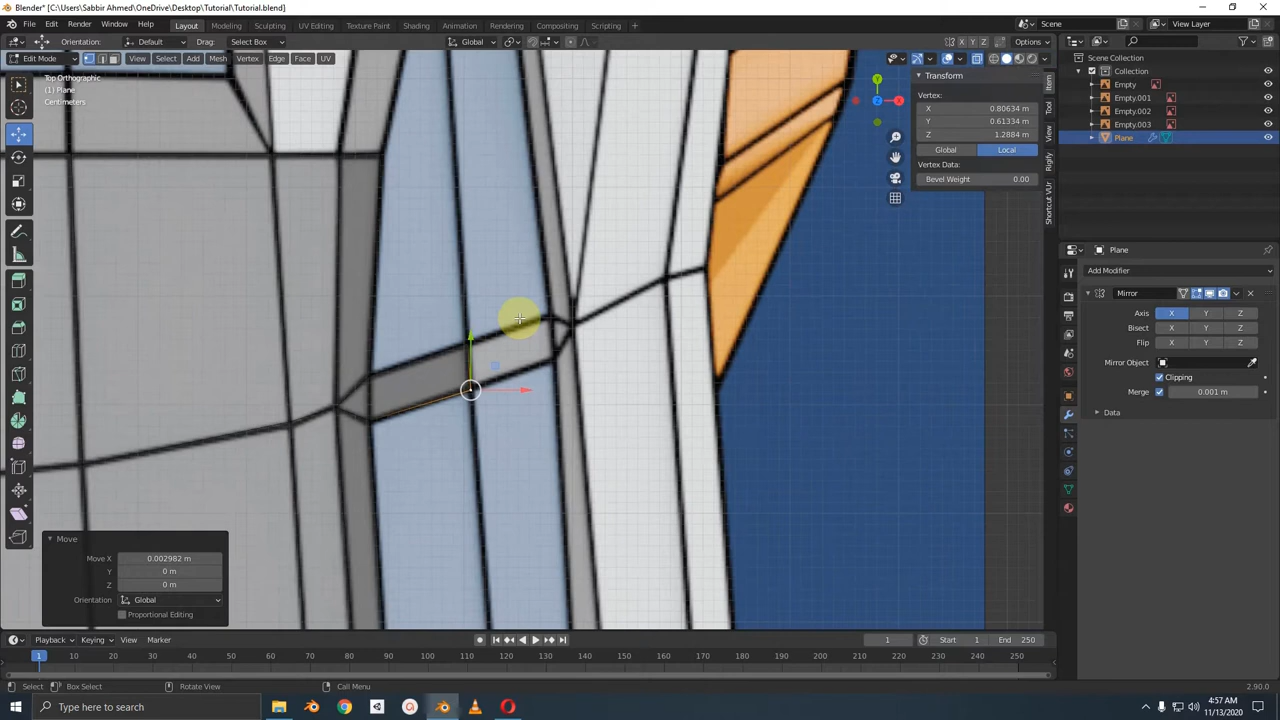 Blender* [C:\Users\Sabbir Ahmed\OneDrive\Desktop\Tutorial\Tutorial.blend]
File Edit Render Window Help Layout Modeling Sculpting UV Editing Texture Paint Shading Animation Rendering Compositing Scripting + Scene View Layer
Orientation: Default Drag: Select Box Global X Y Z Options
Edit Mode View Select Add Mesh Vertex Edge Face UV
Top Orthographic
(1) Plane
Centimeters
Transform
Vertex:
X 0.80634 m
Y 0.61334 m
Z 1.2884 m
Global Local
Vertex Data:
Bevel Weight 0.00
Item
Tool
View
Rigify
Shortcut VUr
Y
Z
X
Scene Collection
Collection
Empty
Empty.001
Empty.002
Empty.003
Plane
Plane
Add Modifier
Mirror
Axis X Y Z
Bisect X Y Z
Flip X Y Z
Mirror Object
Clipping
Merge 0.001 m
Data
Move
Move X 0.002982 m
Y 0 m
Z 0 m
Orientation Global
Proportional Editing
Playback Keying View Marker 1 Start 1 End 250
1 10 20 30 40 50 60 70 80 90 100 110 120 130 140 150 160 170 180 190 200 210 220 230 240 250
Select Box Select Rotate View Call Menu 2.90.0
Type here to search
4:57 AM
11/13/2020